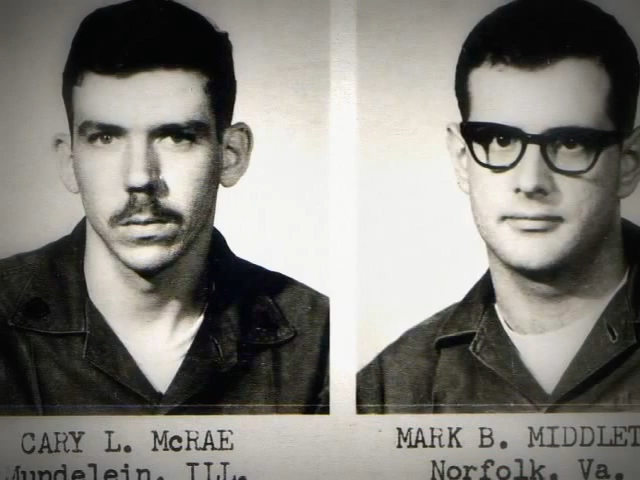 CARY L. McRAE
Mundelein, ILL.
MARK B. MIDDLET
Norfolk, Va.